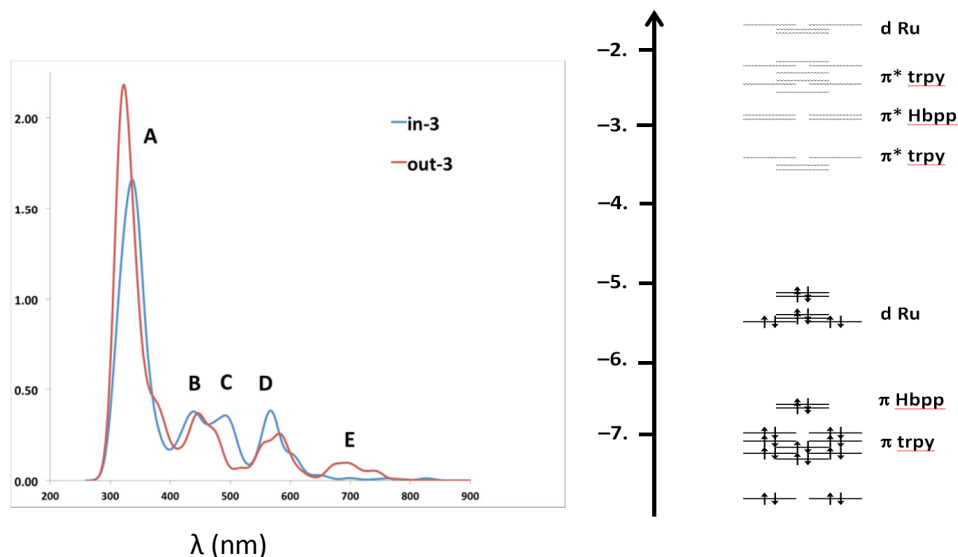 2.00
1.50
1.00
0.50
0.00
A
B
C
D
E
in-3
out-3
200 300 400 500 600 700 800 900
λ (nm)
–2.
–3.
–4.
–5.
–6.
–7.
d Ru
π* trpy
π* Hbpp
π* trpy
d Ru
π Hbpp
π trpy